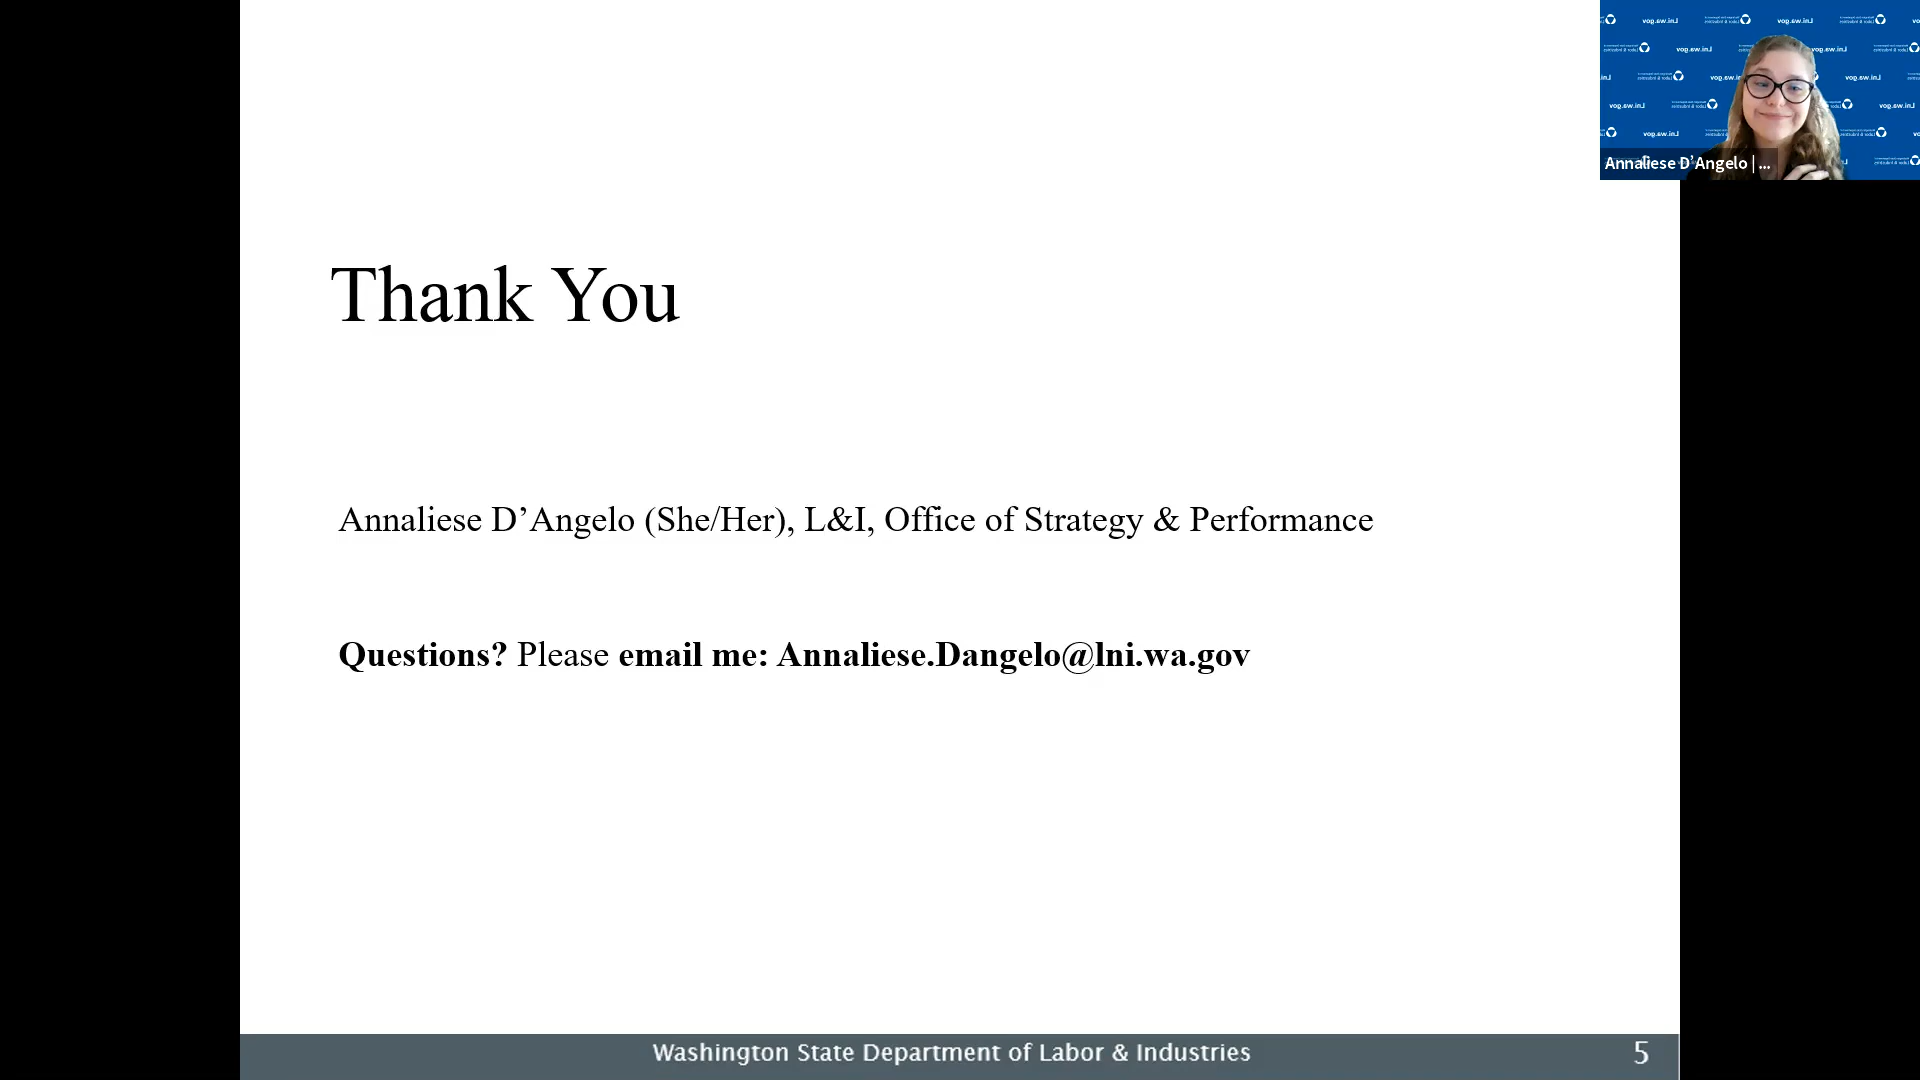 Thank You
Annaliese D’Angelo (She/Her), L&I, Office of Strategy & Performance
Questions? Please email me: Annaliese.Dangelo@lni.wa.gov
Washington State Department of Labor & Industries
5
Annaliese D’Angelo | ...